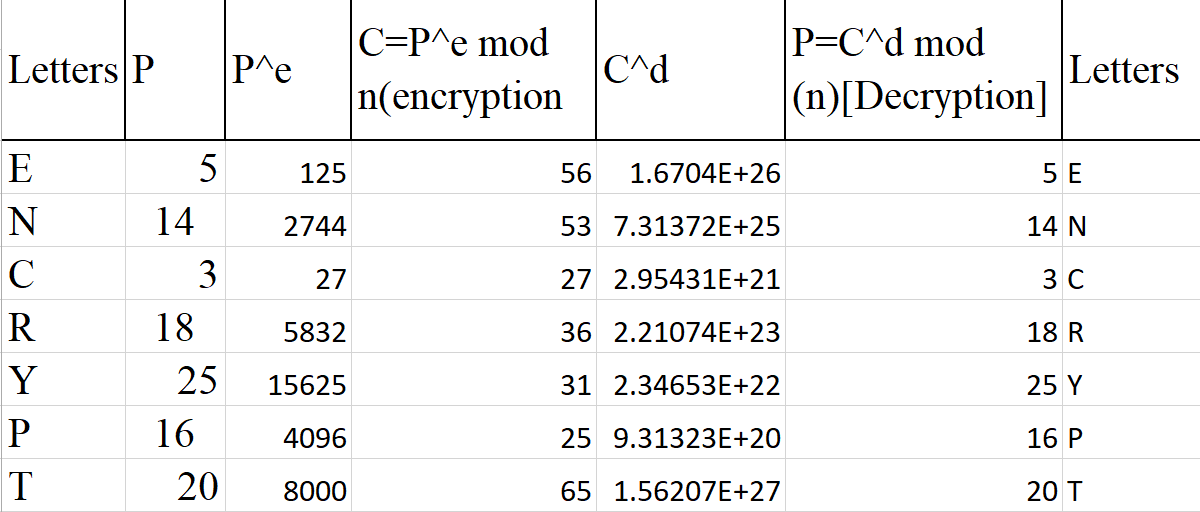 Letters P P^e C=P^e mod n(encryption C^d P=C^d mod (n)[Decryption] Letters
E 5 125 56 1.6704E+26 5 E
N 14 2744 53 7.31372E+25 14 N
C 3 27 27 2.95431E+21 3 C
R 18 5832 36 2.21074E+23 18 R
Y 25 15625 31 2.34653E+22 25 Y
P 16 4096 25 9.31323E+20 16 P
T 20 8000 65 1.56207E+27 20 T